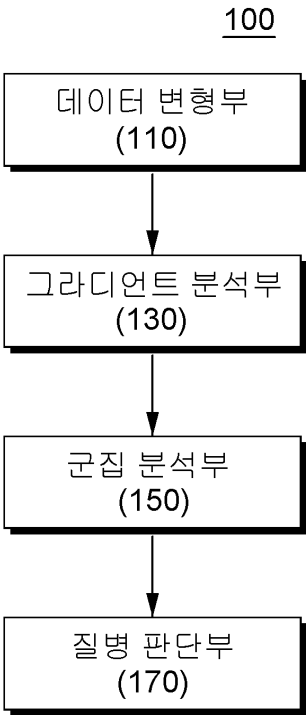 100
데이터 변형부
(110)
그라디언트 분석부
(130)
군집 분석부
(150)
질병 판단부
(170)